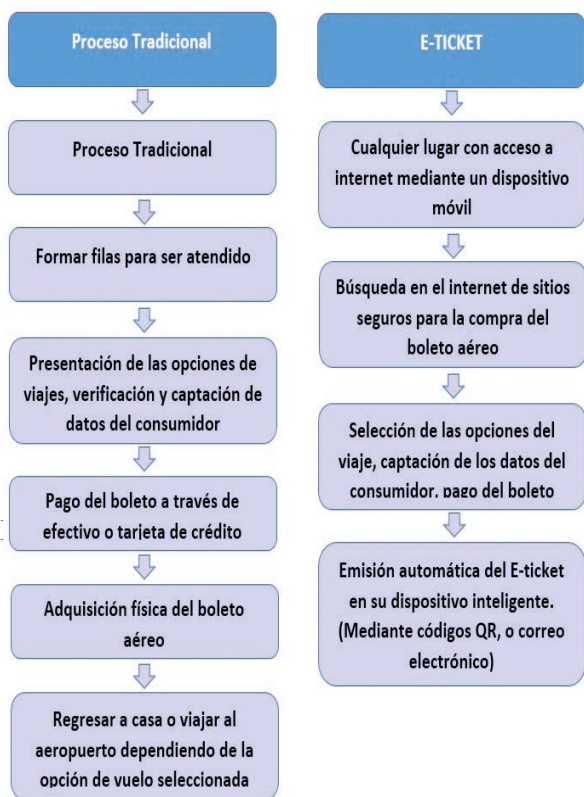 Proceso Tradicional
Proceso Tradicional
Formar filas para ser atendido
Presentación de las opciones de
viajes, verificación y captación de
datos del consumidor
Pago del boleto a través de
efectivo o tarjeta de crédito
Adquisición física del boleto
aéreo
Regresar a casa o viajar al
aeropuerto dependiendo de la
opción de vuelo seleccionada
E-TICKET
Cualquier lugar con acceso a
internet mediante un dispositivo
móvil
Búsqueda en el internet de sitios
seguros para la compra del
boleto aéreo
Selección de las opciones del
viaje, captación de los datos del
consumidor, pago del boleto
Emisión automática del E-ticket
en su dispositivo inteligente.
(Mediante códigos QR, o correo
electrónico)